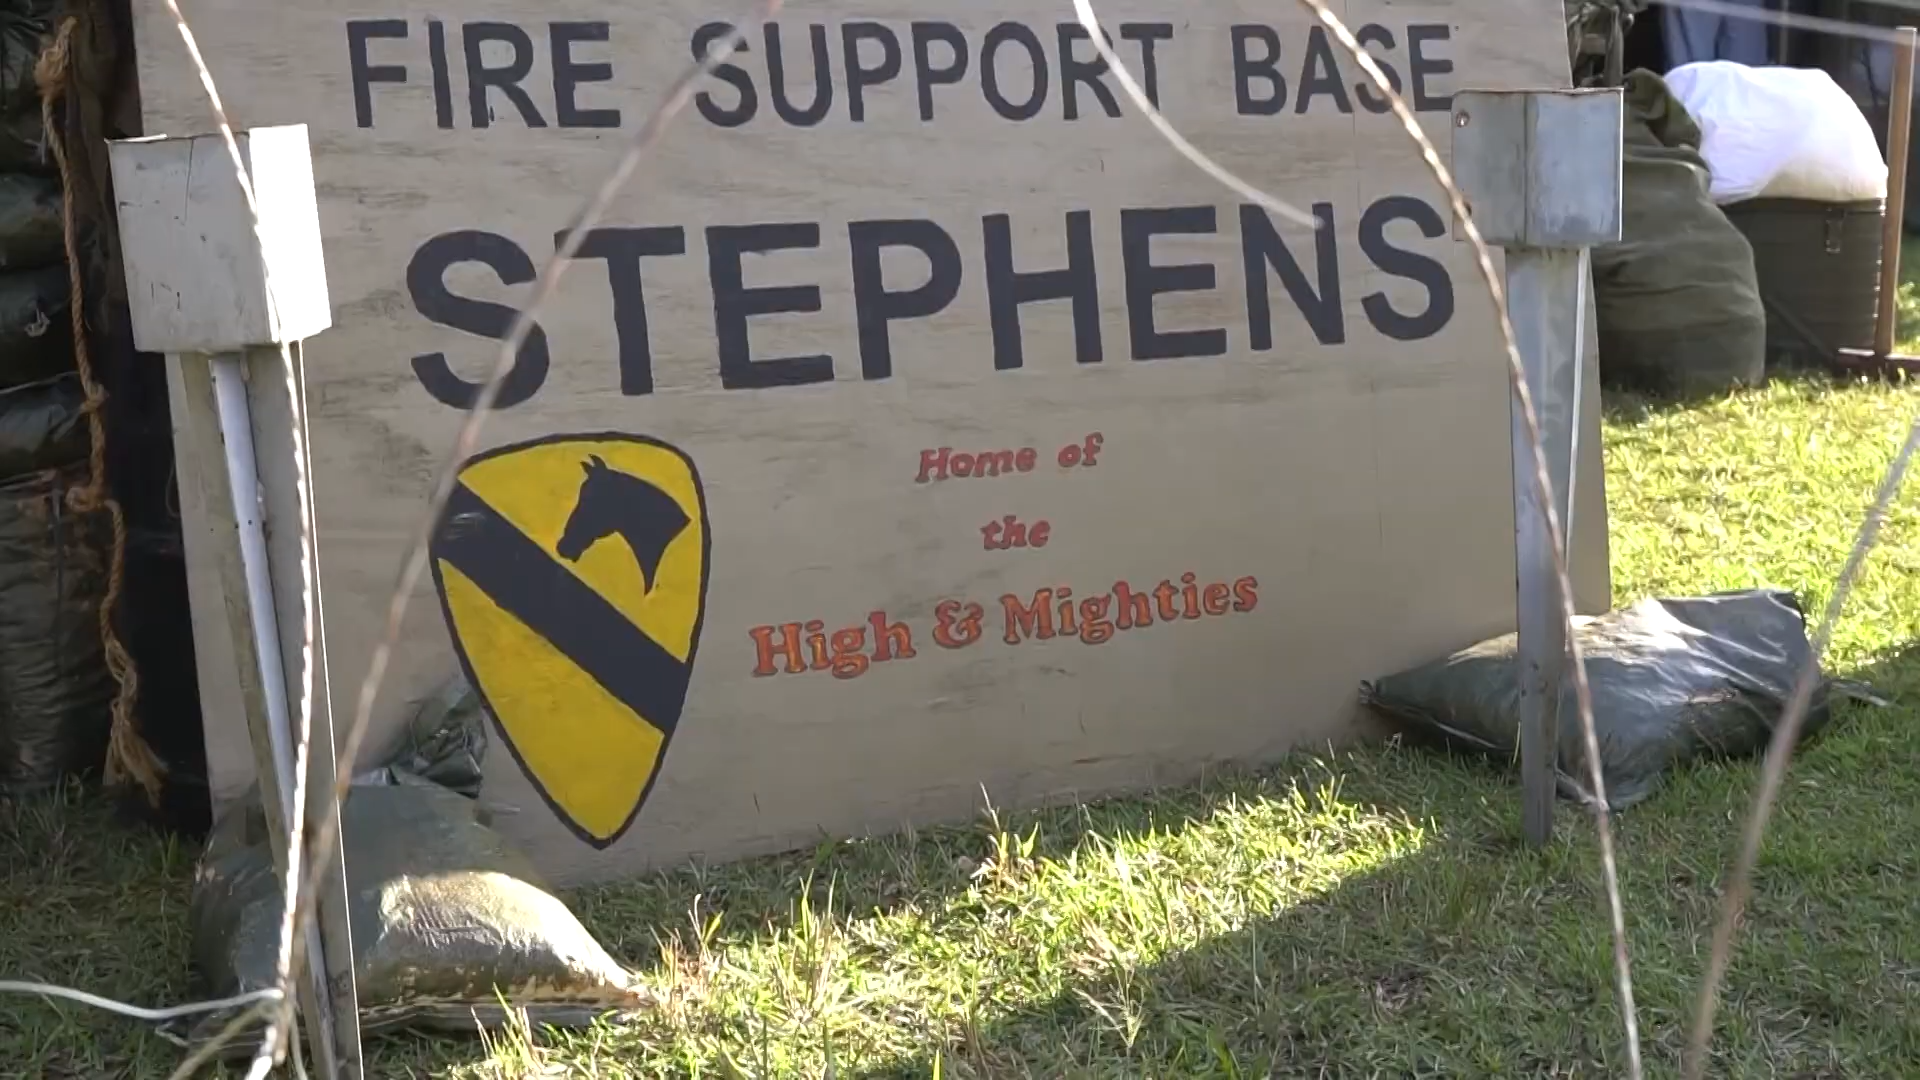 FIRE SUPPORT BASE
STEPHENS
Home of
the
High & Mighties